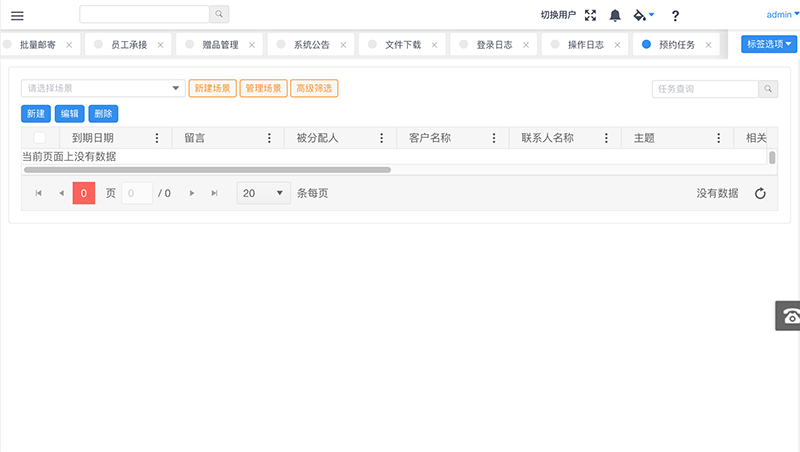 切换用户 ? admin
批量邮寄 × 员工承接 × 赠品管理 × 系统公告 × 文件下载 × 登录日志 × 操作日志 × 预约任务 × 标签选项
请选择场景 新建场景 管理场景 高级筛选 任务查询
新建 编辑 删除
到期日期 留言 被分配人 客户名称 联系人名称 主题 相关
当前页面上没有数据
0 页 0 / 0 20 条每页 没有数据